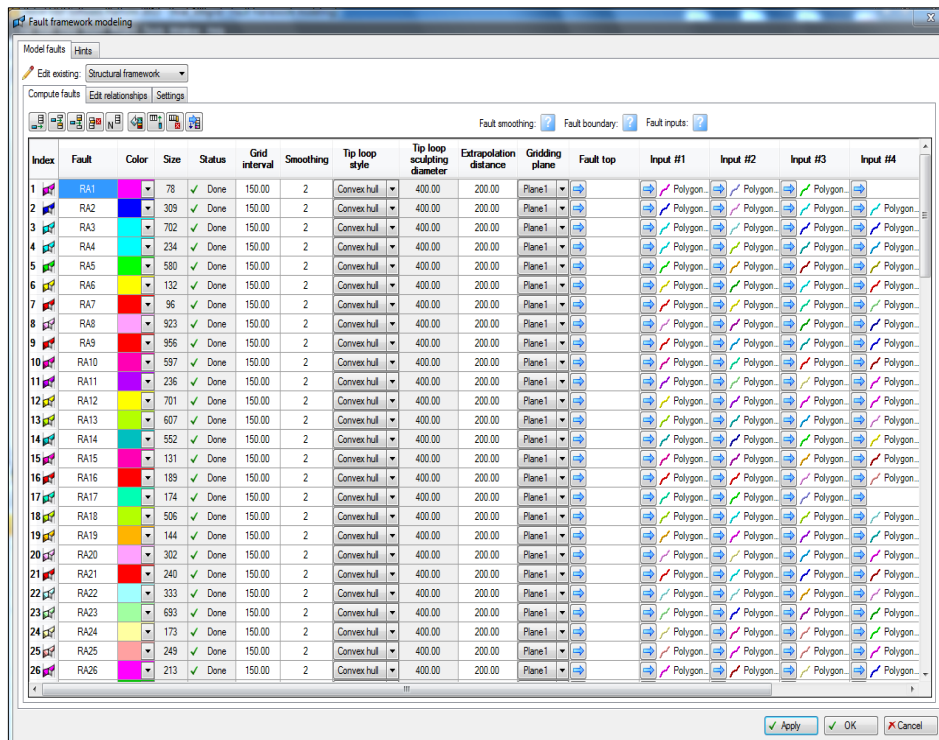 Fault framework modeling
Model faults Hints
Edit existing: Structural framework
Compute faults Edit relationships Settings
Fault smoothing: ? Fault boundary: ? Fault inputs: ?
Index Fault Color Size Status Grid interval Smoothing Tip loop style Tip loop sculpting diameter Extrapolation distance Gridding plane Fault top Input #1 Input #2 Input #3 Input #4
1 RA1 78 Done 150.00 2 Convex hull 400.00 200.00 Plane1 Polygon... Polygon... Polygon...
2 RA2 309 Done 150.00 2 Convex hull 400.00 200.00 Plane1 Polygon... Polygon... Polygon... Polygon...
3 RA3 702 Done 150.00 2 Convex hull 400.00 200.00 Plane1 Polygon... Polygon... Polygon... Polygon...
4 RA4 234 Done 150.00 2 Convex hull 400.00 200.00 Plane1 Polygon... Polygon... Polygon... Polygon...
5 RA5 580 Done 150.00 2 Convex hull 400.00 200.00 Plane1 Polygon... Polygon... Polygon... Polygon...
6 RA6 132 Done 150.00 2 Convex hull 400.00 200.00 Plane1 Polygon... Polygon... Polygon... Polygon...
7 RA7 96 Done 150.00 2 Convex hull 400.00 200.00 Plane1 Polygon... Polygon... Polygon... Polygon...
8 RA8 923 Done 150.00 2 Convex hull 400.00 200.00 Plane1 Polygon... Polygon... Polygon... Polygon...
9 RA9 956 Done 150.00 2 Convex hull 400.00 200.00 Plane1 Polygon... Polygon... Polygon... Polygon...
10 RA10 597 Done 150.00 2 Convex hull 400.00 200.00 Plane1 Polygon... Polygon... Polygon... Polygon...
11 RA11 236 Done 150.00 2 Convex hull 400.00 200.00 Plane1 Polygon... Polygon... Polygon... Polygon...
12 RA12 701 Done 150.00 2 Convex hull 400.00 200.00 Plane1 Polygon... Polygon... Polygon... Polygon...
13 RA13 607 Done 150.00 2 Convex hull 400.00 200.00 Plane1 Polygon... Polygon... Polygon... Polygon...
14 RA14 552 Done 150.00 2 Convex hull 400.00 200.00 Plane1 Polygon... Polygon... Polygon... Polygon...
15 RA15 131 Done 150.00 2 Convex hull 400.00 200.00 Plane1 Polygon... Polygon... Polygon... Polygon...
16 RA16 189 Done 150.00 2 Convex hull 400.00 200.00 Plane1 Polygon... Polygon... Polygon... Polygon...
17 RA17 174 Done 150.00 2 Convex hull 400.00 200.00 Plane1 Polygon... Polygon... Polygon...
18 RA18 506 Done 150.00 2 Convex hull 400.00 200.00 Plane1 Polygon... Polygon... Polygon... Polygon...
19 RA19 144 Done 150.00 2 Convex hull 400.00 200.00 Plane1 Polygon... Polygon... Polygon... Polygon...
20 RA20 302 Done 150.00 2 Convex hull 400.00 200.00 Plane1 Polygon... Polygon... Polygon... Polygon...
21 RA21 240 Done 150.00 2 Convex hull 400.00 200.00 Plane1 Polygon... Polygon... Polygon... Polygon...
22 RA22 333 Done 150.00 2 Convex hull 400.00 200.00 Plane1 Polygon... Polygon... Polygon... Polygon...
23 RA23 693 Done 150.00 2 Convex hull 400.00 200.00 Plane1 Polygon... Polygon... Polygon... Polygon...
24 RA24 173 Done 150.00 2 Convex hull 400.00 200.00 Plane1 Polygon... Polygon... Polygon... Polygon...
25 RA25 249 Done 150.00 2 Convex hull 400.00 200.00 Plane1 Polygon... Polygon... Polygon... Polygon...
26 RA26 213 Done 150.00 2 Convex hull 400.00 200.00 Plane1 Polygon... Polygon... Polygon... Polygon...
Apply OK Cancel